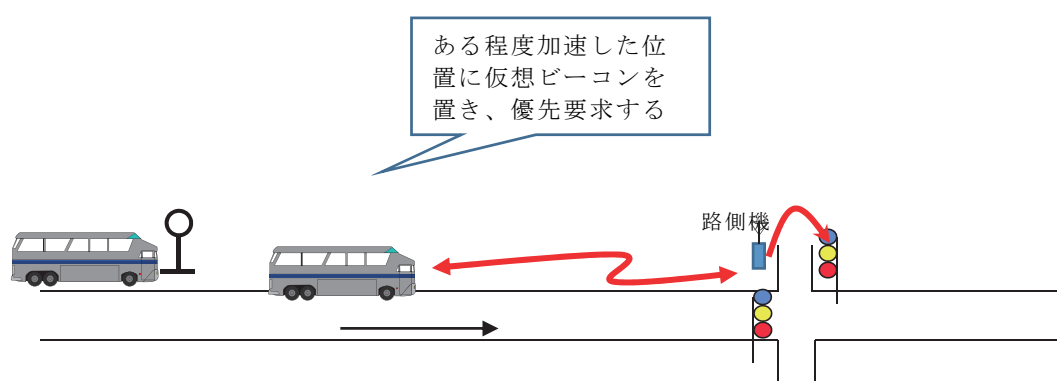 ある程度加速した位
置に仮想ビーコンを
置き、優先要求する
路側機